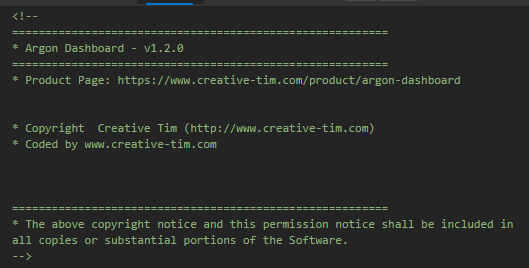 <!--
=========================================================
* Argon Dashboard - v1.2.0
=========================================================
* Product Page: https://www.creative-tim.com/product/argon-dashboard
* Copyright  Creative Tim (http://www.creative-tim.com)
* Coded by www.creative-tim.com
=========================================================
* The above copyright notice and this permission notice shall be included in
all copies or substantial portions of the Software.
-->